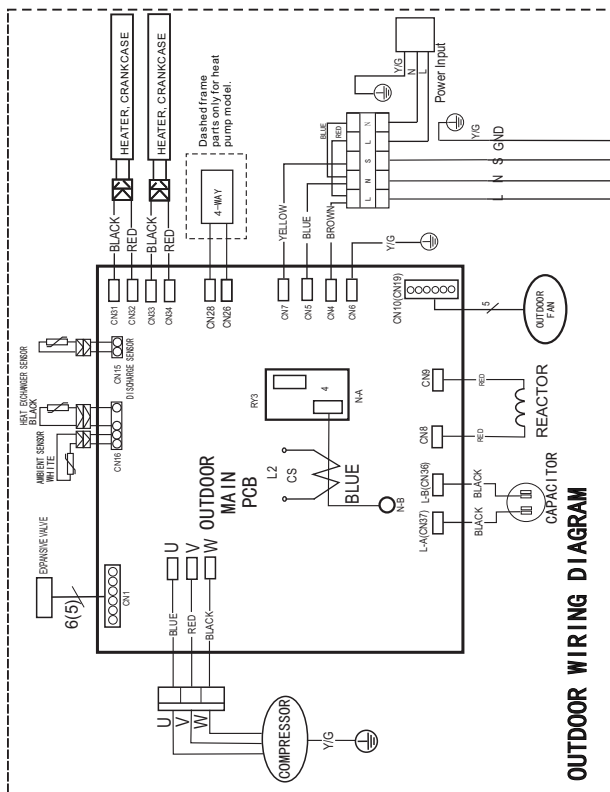 HEATER, CRANKCASE
HEATER, CRANKCASE
BLACK
RED
BLACK
RED
CN31
CN32
CN33
CN34
Dashed frame
parts only for heat
pump model.
4-WAY
CN28
CN26
Power Input
Y/G
N
L
BLUE
RED
L
N
S
L
N
YELLOW
BLUE
BROWN
Y/G
CN7
CN5
CN4
CN6
Y/G
L
N
S
GND
CN10(CN19)
5
OUTDOOR
FAN
HEAT EXCHANGER SENSOR
BLACK
AMBIENT SENSOR
WHITE
CN15
DISCHARGE SENSOR
CN16
EXPANSIVE VALVE
6(5)
CN1
OUTDOOR
MAIN
PCB
RY3
4
N-A
L2
CS
BLUE
N-B
U
V
W
BLUE
RED
BLACK
U
V
W
COMPRESSOR
Y/G
CN9
CN8
RED
RED
REACTOR
L-B(CN36)
L-A(CN37)
BLACK
BLACK
CAPACITOR
OUTDOOR WIRING DIAGRAM